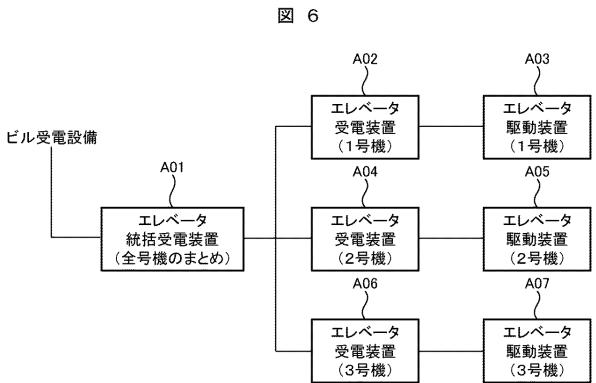 図 6
A02
エレベータ
受電装置
(1号機)
A03
エレベータ
駆動装置
(1号機)
ビル受電設備
A01
エレベータ
統括受電装置
(全号機のまとめ)
A04
エレベータ
受電装置
(2号機)
A05
エレベータ
駆動装置
(2号機)
A06
エレベータ
受電装置
(3号機)
A07
エレベータ
駆動装置
(3号機)